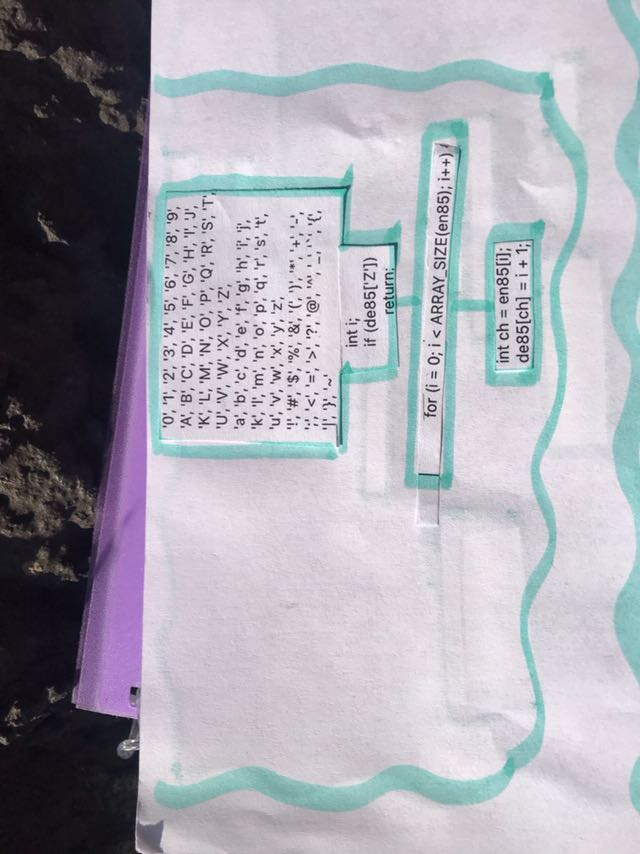 '0', '1', '2', '3', '4', '5', '6', '7', '8', '9',
'A', 'B', 'C', 'D', 'E', 'F', 'G', 'H', 'I', 'J',
'K', 'L', 'M', 'N', 'O', 'P', 'Q', 'R', 'S', 'T',
'U', 'V', 'W', 'X', 'Y', 'Z',
'a', 'b', 'c', 'd', 'e', 'f', 'g', 'h', 'i', 'j',
'k', 'l', 'm', 'n', 'o', 'p', 'q', 'r', 's', 't',
'u', 'v', 'w', 'x', 'y', 'z',
'!', '#', '$', '%', '&', '(', ')', '*', '+', '-',
';', '<', '=', '>', '?', '@', '^', '_', '`', '{',
'|', '}', '~'
int i;
if (de85['Z'])
return;
for (i = 0; i < ARRAY_SIZE(en85); i++)
int ch = en85[i];
de85[ch] = i + 1;